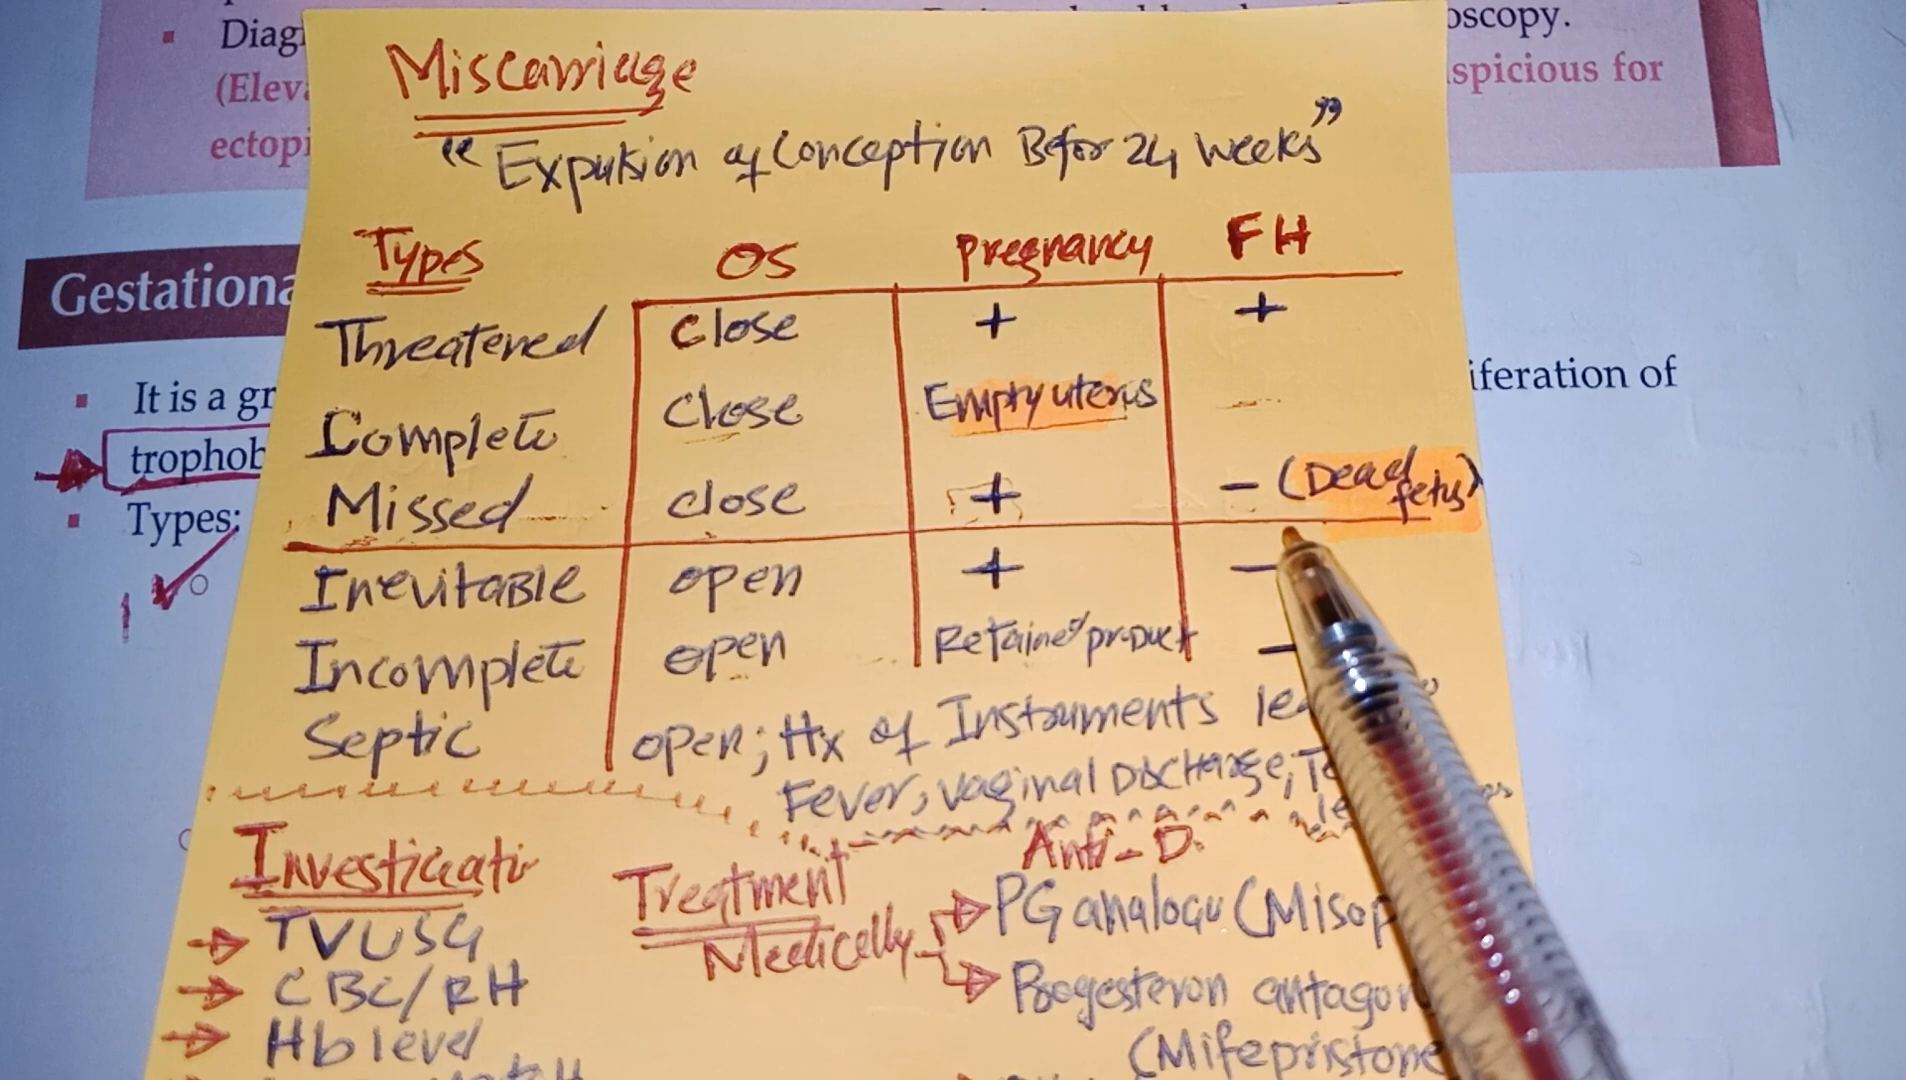 Diag
(Elev
ectopi
oscopy.
spicious for
Miscarriage
"Expulsion of Conception Befor 24 weeks"
Types OS Pregnancy FH
Threatened close + +
Complete Close Empty uterus -
Missed close + - (Dead fetus)
Inevitable open + -
Incomplete open Retained product -
Septic open; Hx of Instruments
Fever, vaginal Discharge;
Gestationa
It is a gr
iferation of
trophob
Types:
Investigati
TVUSG
CBC/RH
Hb level
Treatment
Medically
Anti-D.
PG analogu (Misop
Progesteron antagon
(Mifepristone